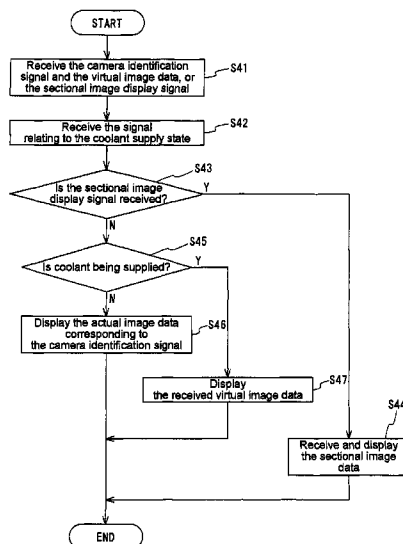 START
Receive the camera identification
signal and the virtual image data, or
the sectional image display signal
S41
Receive the signal
relating to the coolant supply state
S42
S43
Is the sectional image
display signal received?
Y
N
S45
Is coolant being supplied?
Y
N
Display the actual image data
corresponding to
the camera identification signal
S46
Display
the received virtual image data
S47
S44
Receive and display
the sectional image
data
END